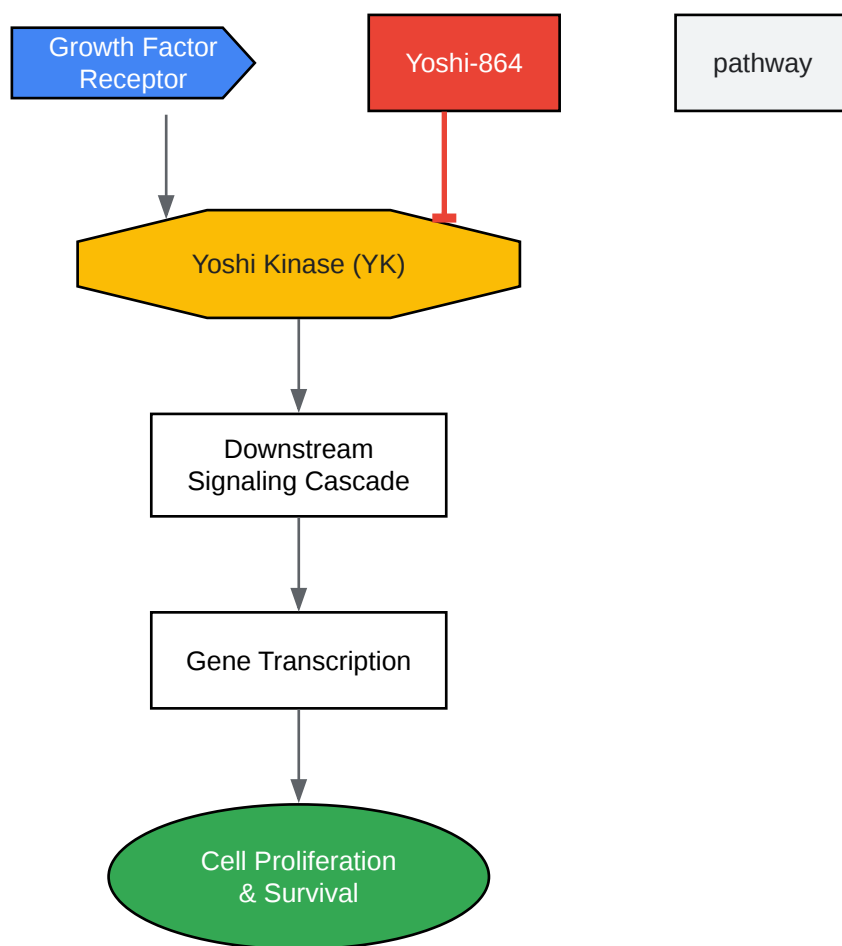 Growth Factor
Receptor
Yoshi-864
pathway
Yoshi Kinase (YK)
Downstream
Signaling Cascade
Gene Transcription
Cell Proliferation
& Survival